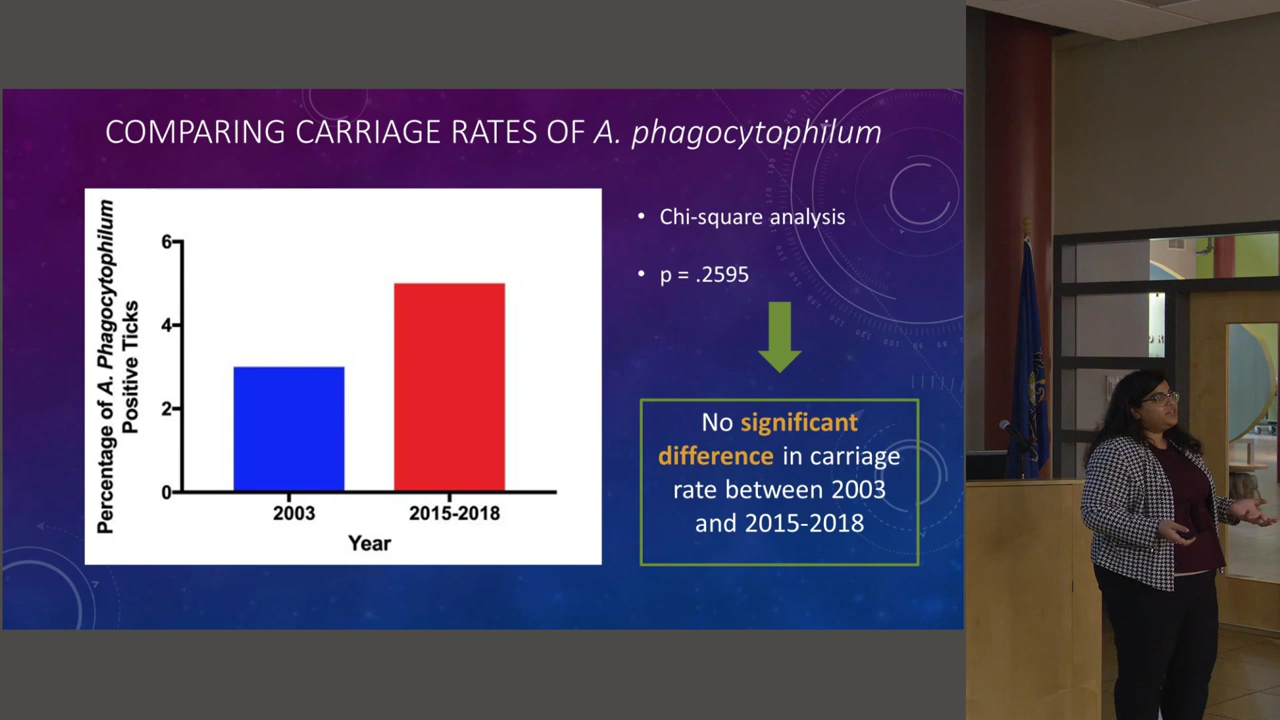 COMPARING CARRIAGE RATES OF A. phagocytophilum
Percentage of A. Phagocytophilum
Positive Ticks
6
4
2
0
2003
2015-2018
Year
• Chi-square analysis
• p = .2595
No significant
difference in carriage
rate between 2003
and 2015-2018